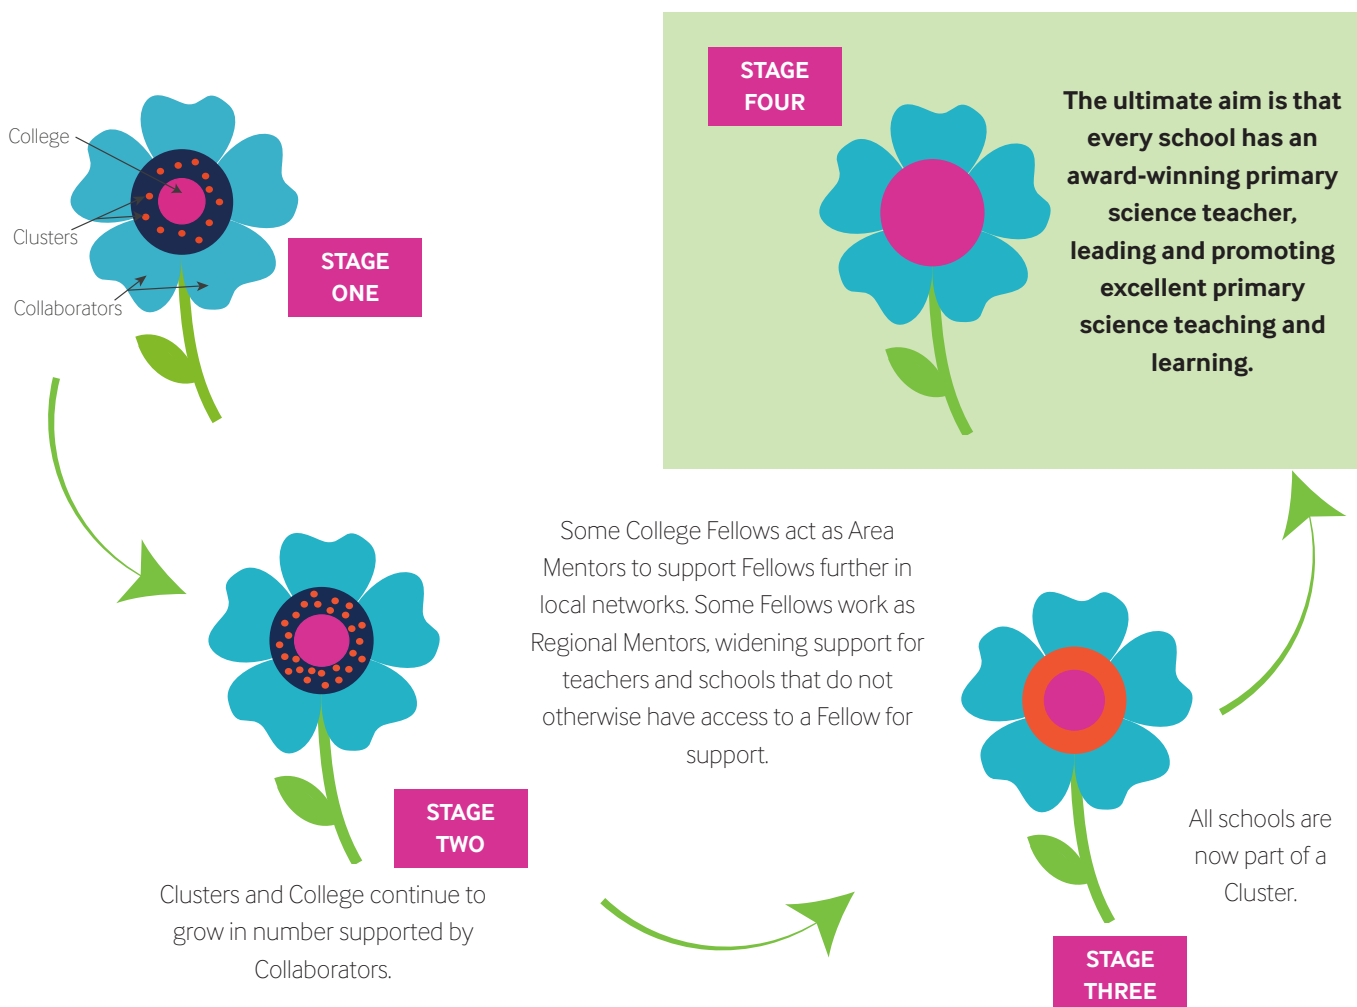 College
Clusters
Collaborators
STAGE
ONE
STAGE
TWO
Clusters and College continue to
grow in number supported by
Collaborators.
Some College Fellows act as Area
Mentors to support Fellows further in
local networks. Some Fellows work as
Regional Mentors, widening support for
teachers and schools that do not
otherwise have access to a Fellow for
support.
All schools are
now part of a
Cluster.
STAGE
THREE
STAGE
FOUR
The ultimate aim is that
every school has an
award-winning primary
science teacher,
leading and promoting
excellent primary
science teaching and
learning.